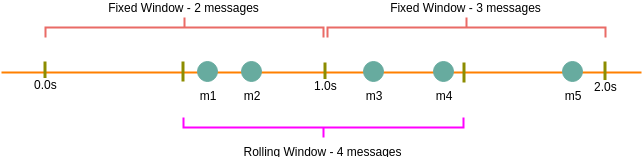 Fixed Window - 2 messages
Fixed Window - 3 messages
0.0s
1.0s
2.0s
m1
m2
m3
m4
m5
Rolling Window - 4 messages